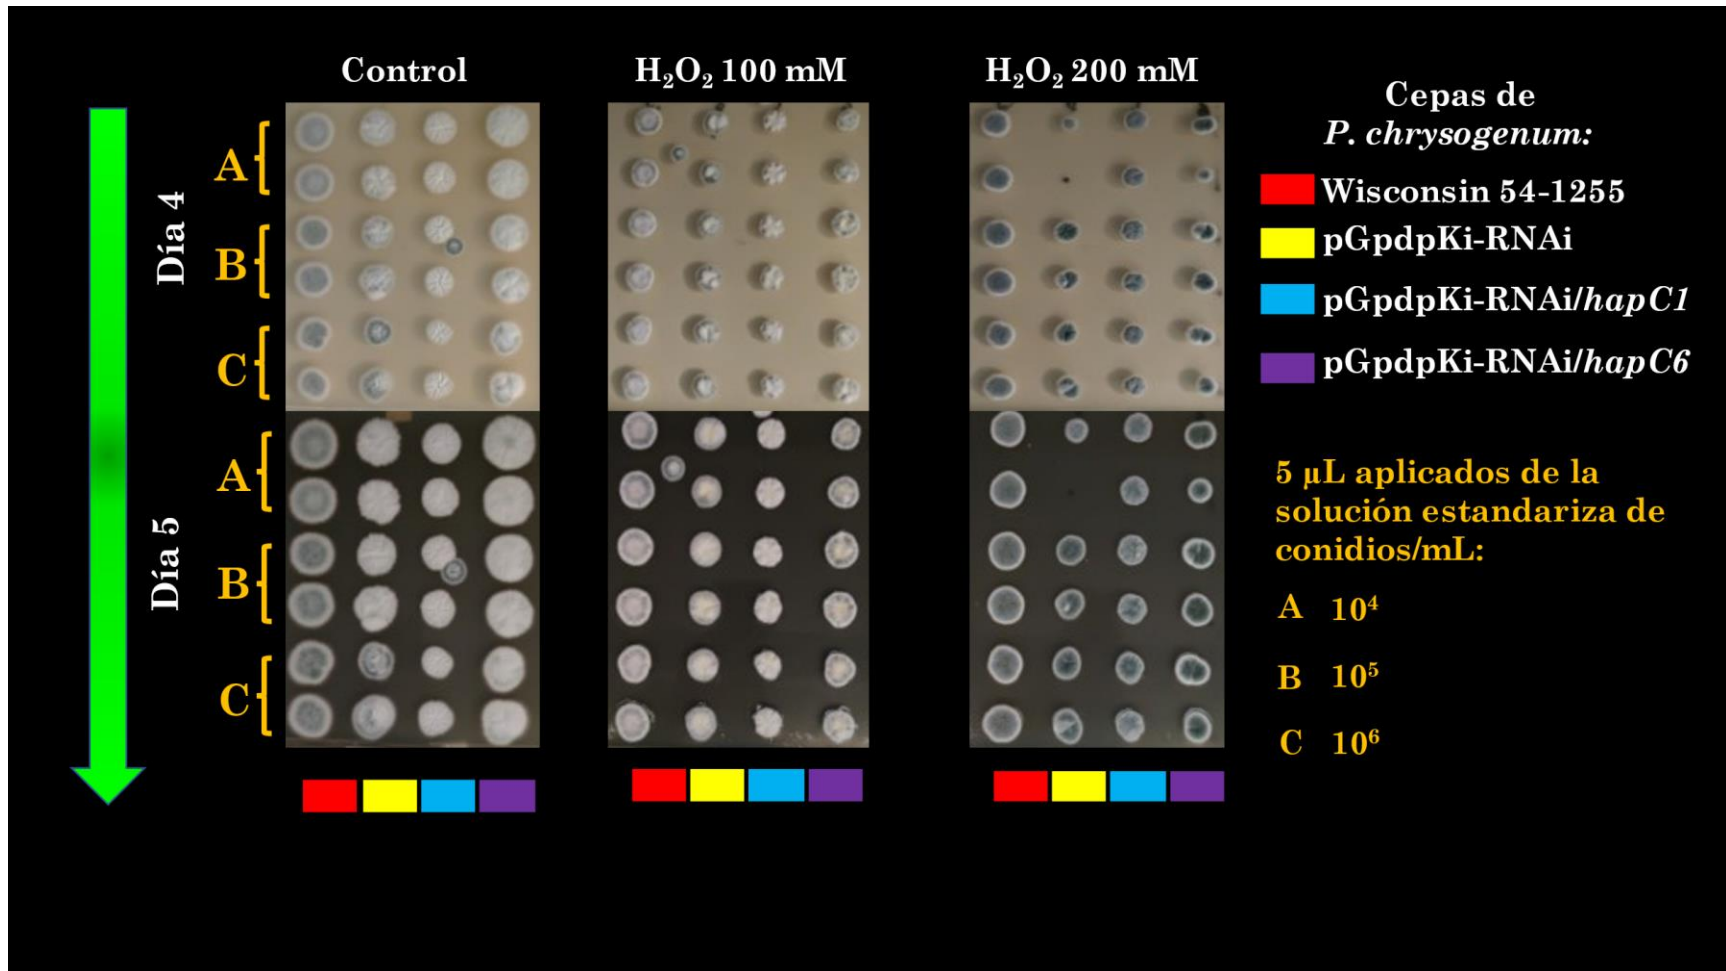 Control
H₂O₂ 100 mM
H₂O₂ 200 mM
Día 4
A
B
C
Día 5
A
B
C
Cepas de
P. chrysogenum:
Wisconsin 54-1255
pGpdpKi-RNAi
pGpdpKi-RNAi/hapC1
pGpdpKi-RNAi/hapC6
5 µL aplicados de la
solución estandariza de
conidios/mL:
A 10⁴
B 10⁵
C 10⁶